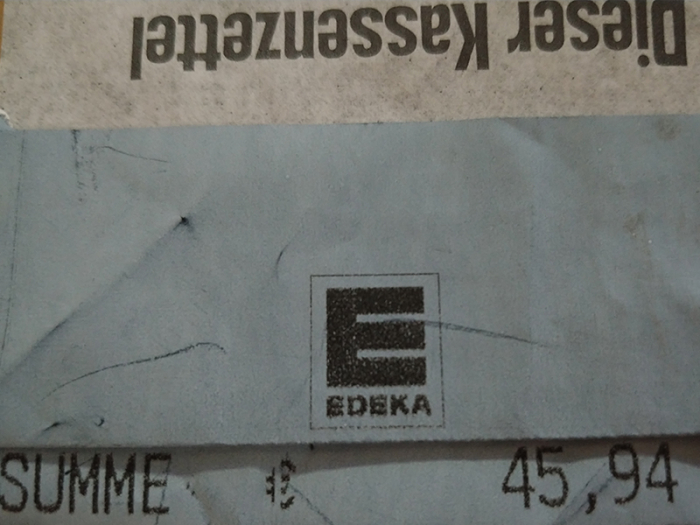 Dieser Kassenzettel
E
EDEKA
SUMME € 45,94